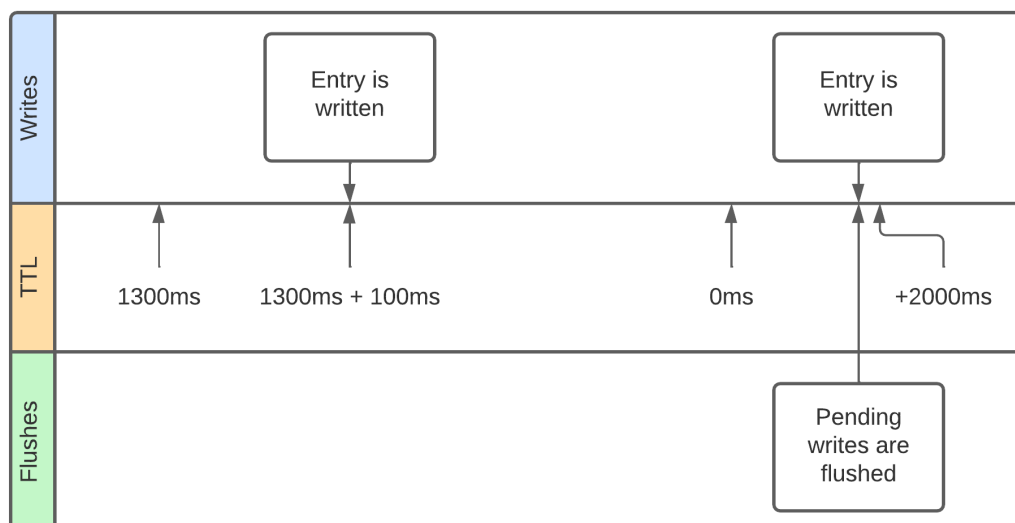 Writes
Entry is
written
Entry is
written
TTL
1300ms
1300ms + 100ms
0ms
+2000ms
Flushes
Pending
writes are
flushed